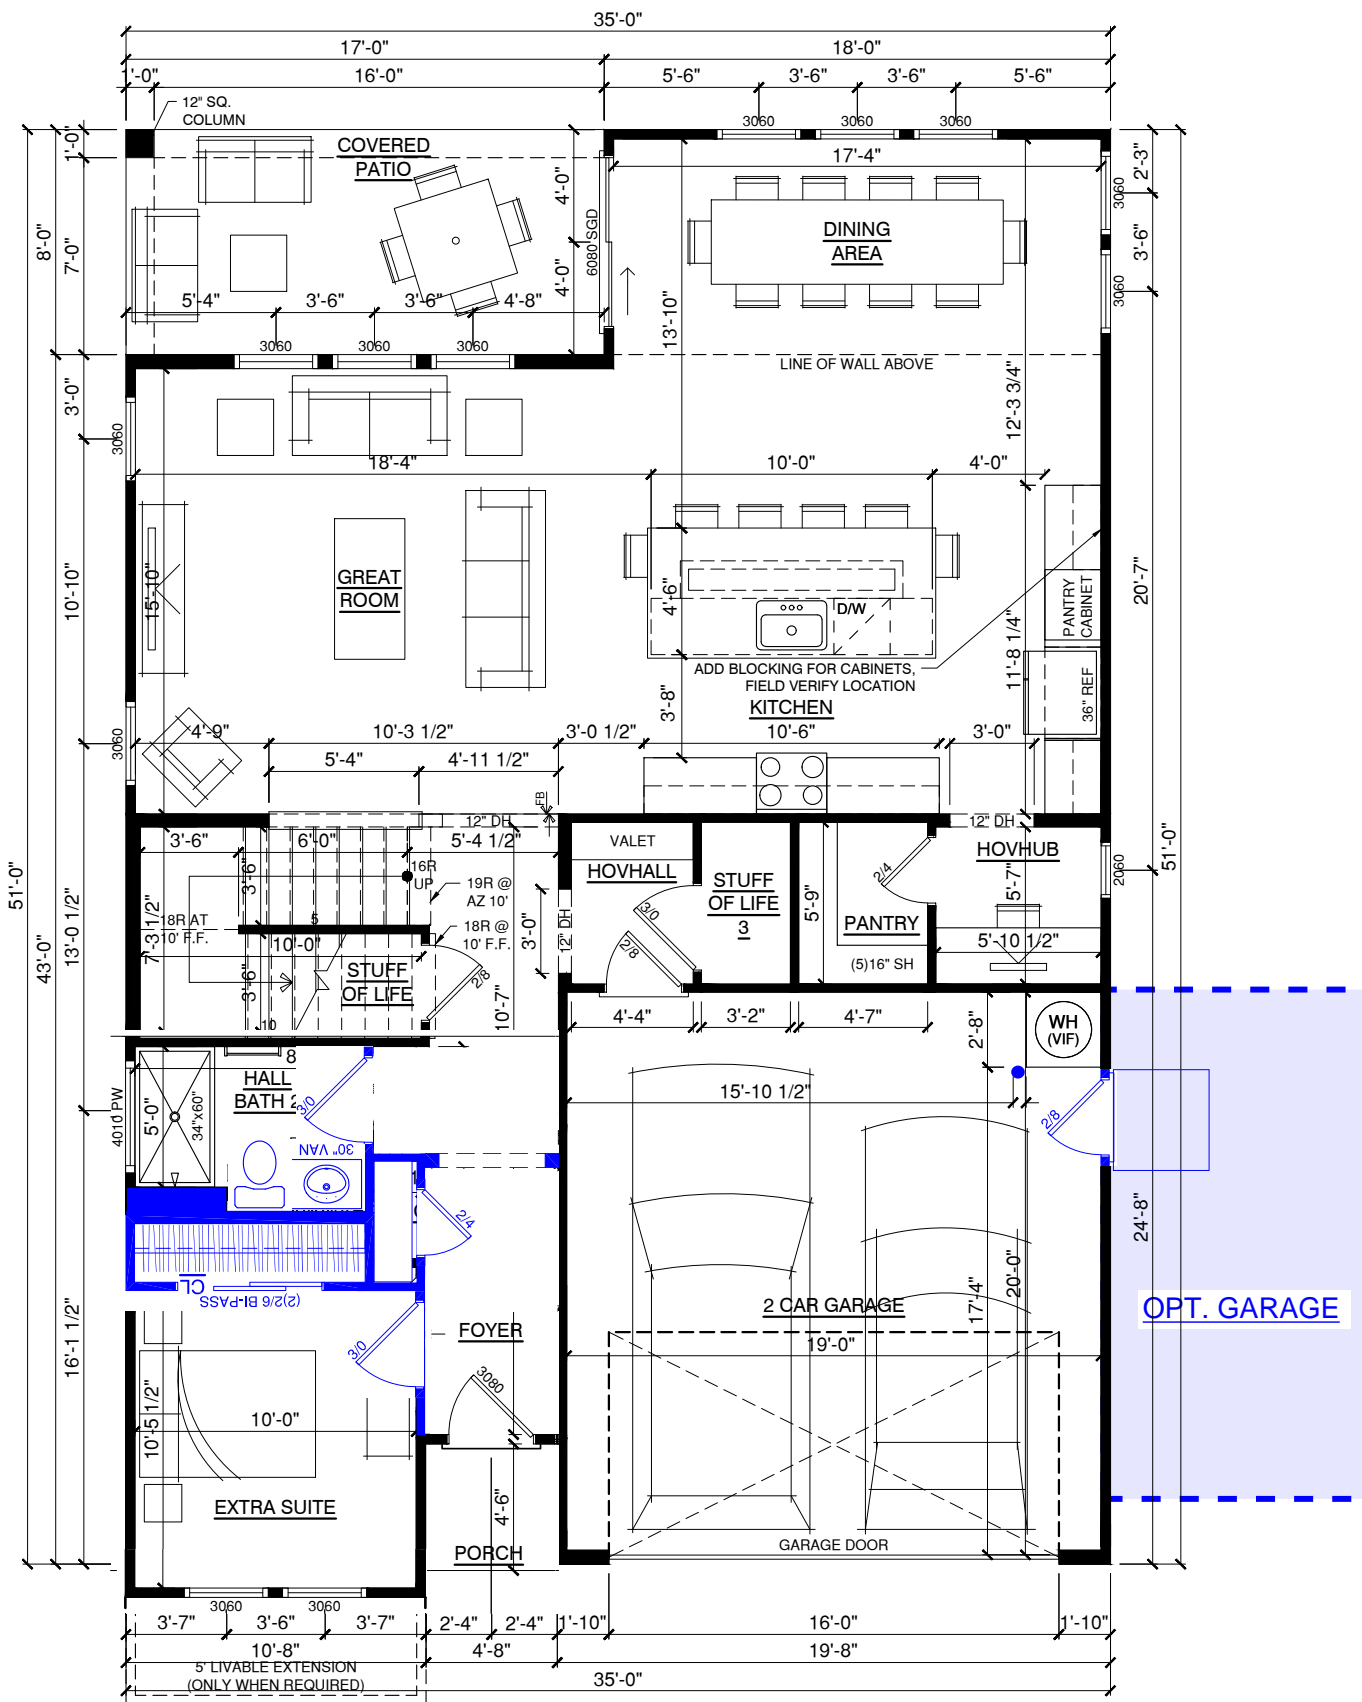 35'-0"
17'-0"
18'-0"
1'-0"
16'-0"
5'-6"
3'-6"
3'-6"
5'-6"
12" SQ.
COLUMN
3060
3060
3060
COVERED
PATIO
17'-4"
1'-0"
2'-3"
3060
4'-0"
8'-0"
7'-0"
6080 SGD
DINING
AREA
3'-6"
4'-0"
3060
5'-4"
3'-6"
3'-6"
4'-8"
13'-10"
3060
3060
3060
LINE OF WALL ABOVE
3'-0"
12'-3 3/4"
3060
18'-4"
10'-0"
4'-0"
10'-10"
15'-10"
GREAT
ROOM
4'-6"
D/W
20'-7"
PANTRY
CABINET
11'-8 1/4"
ADD BLOCKING FOR CABINETS,
FIELD VERIFY LOCATION
36" REF
3'-8"
KITCHEN
3060
4'-9"
10'-3 1/2"
3'-0 1/2"
10'-6"
3'-0"
5'-4"
4'-11 1/2"
FB
12" DH
12" DH
3'-6"
6'-0"
5'-4 1/2"
VALET
HOVHUB
51'-0"
51'-0"
16R
UP
HOVHALL
2/4
2060
3'-6"
19R @
AZ 10'
STUFF
OF LIFE
3
5'-9"
5'-7"
3/0
18R AT
10' F.F.
5
18R @
10' F.F.
3'-0"
PANTRY
43'-0"
13'-0 1/2"
7'-3 1/2"
10'-0"
12" DH
2/8
5'-10 1/2"
STUFF
OF LIFE
2/8
(5)16" SH
3'-6"
10'-7"
10
4'-4"
3'-2"
4'-7"
2'-8"
WH
(VIF)
8
HALL
BATH 2
15'-10 1/2"
4010 PW
5'-0"
34"x60"
3/0
2/8
30" VAN
2/4
24'-8"
CL
(2)2/6 BI-PASS
20'-0"
17'-4"
2 CAR GARAGE
OPT. GARAGE
16'-11 1/2"
3/0
FOYER
19'-0"
3080
10'-5 1/2"
10'-0"
EXTRA SUITE
4'-6"
PORCH
GARAGE DOOR
3060
3060
3'-7"
3'-6"
3'-7"
2'-4"
2'-4"
1'-10"
16'-0"
1'-10"
10'-8"
4'-8"
19'-8"
5' LIVABLE EXTENSION
(ONLY WHEN REQUIRED)
35'-0"